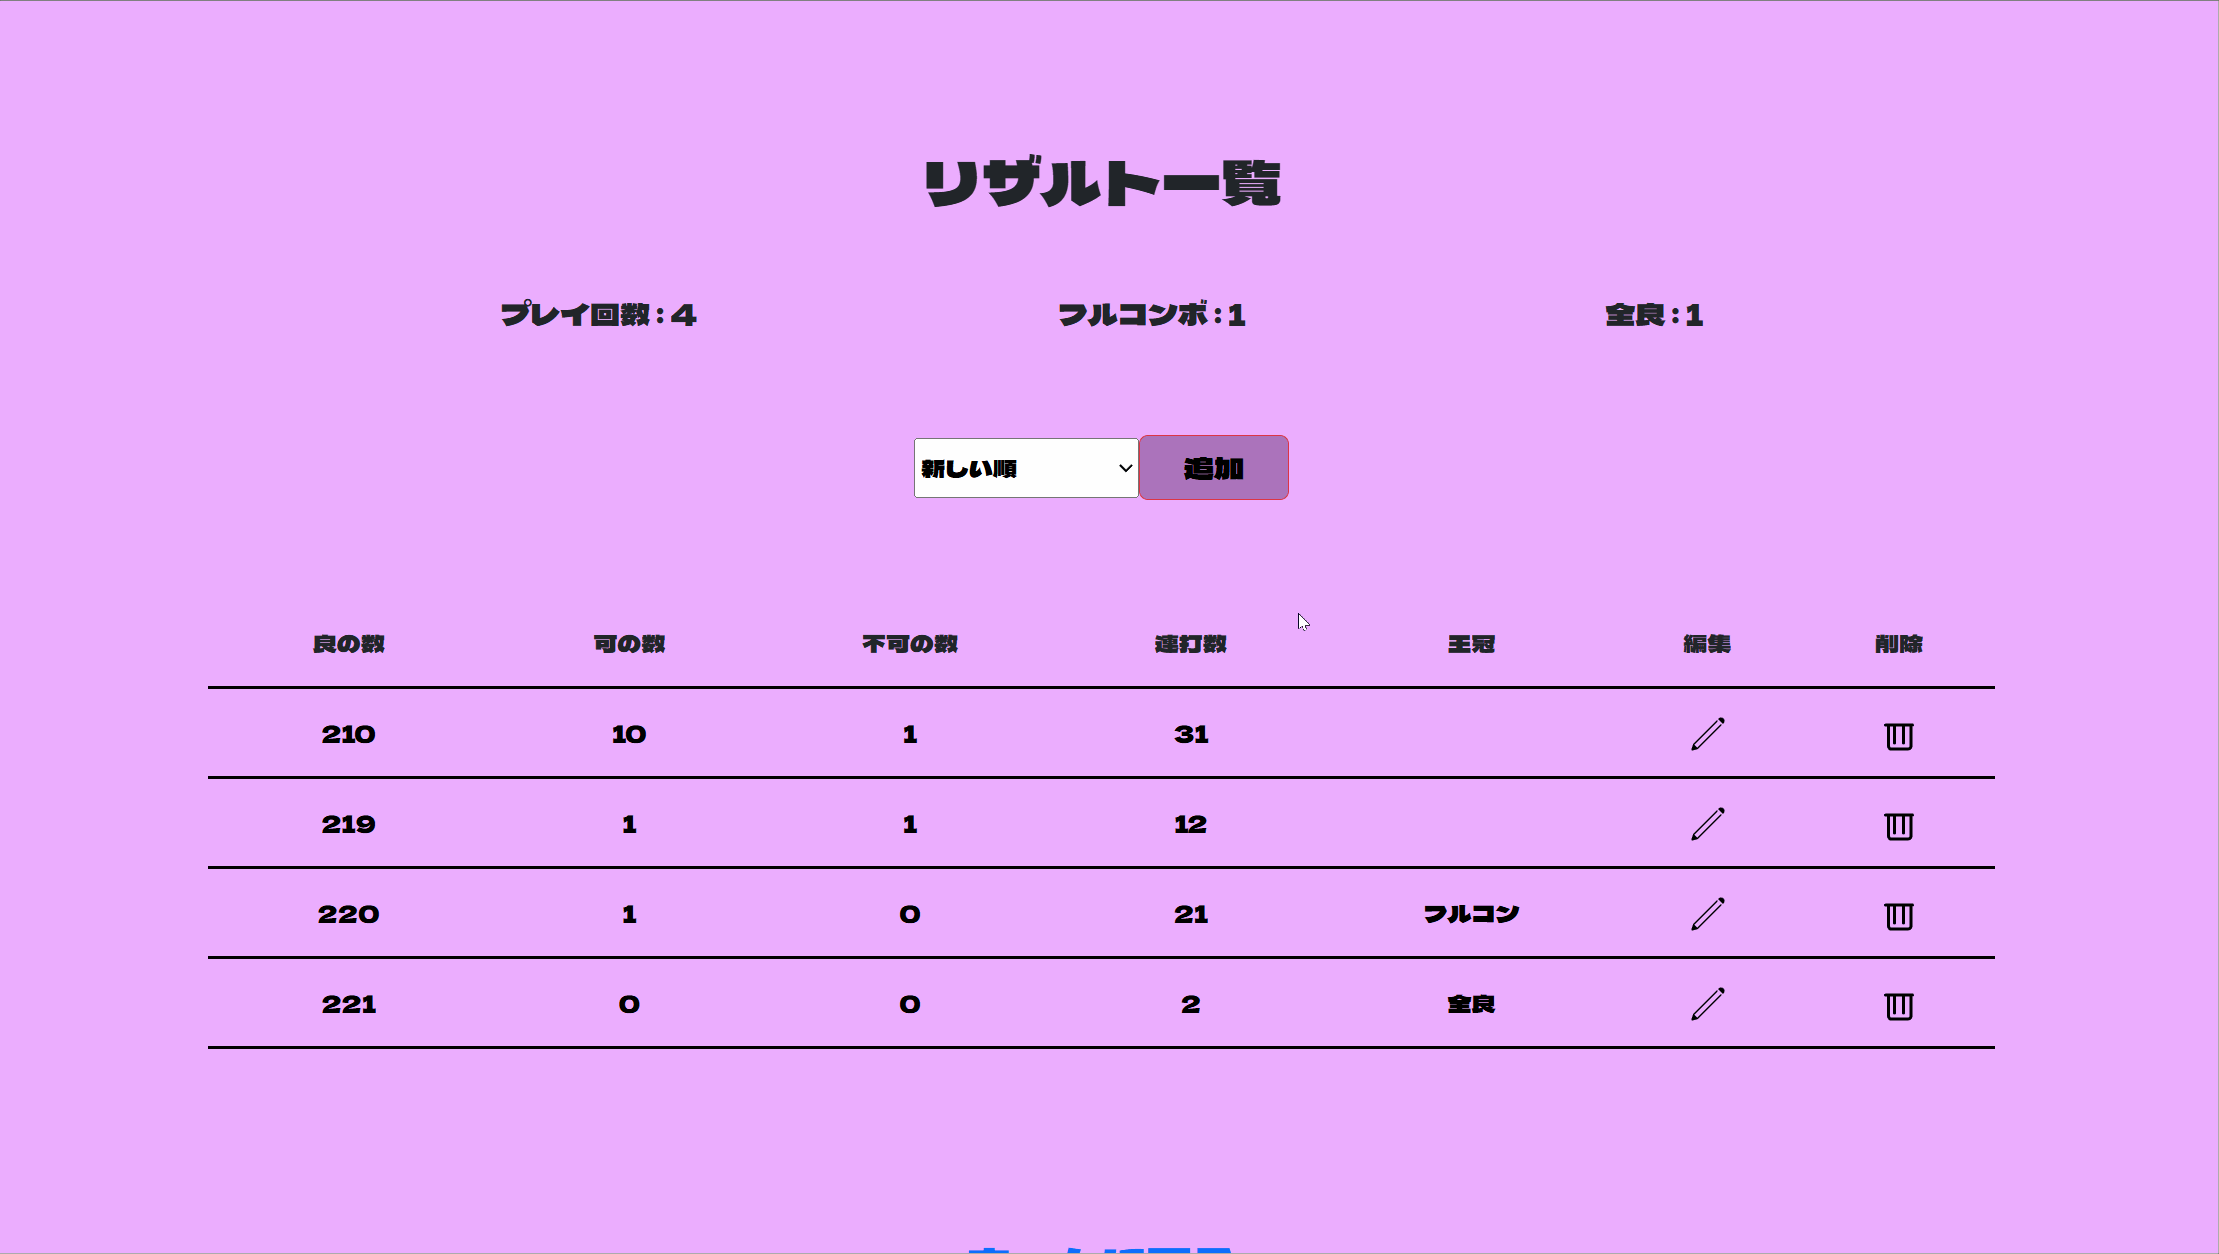 リザルト一覧
プレイ回数:4 フルコンボ:1 全良:1
新しい順 追加
良の数 可の数 不可の数 連打数 王冠 編集 削除
210 10 1 31
219 1 1 12
220 1 0 21 フルコン
221 0 0 2 全良